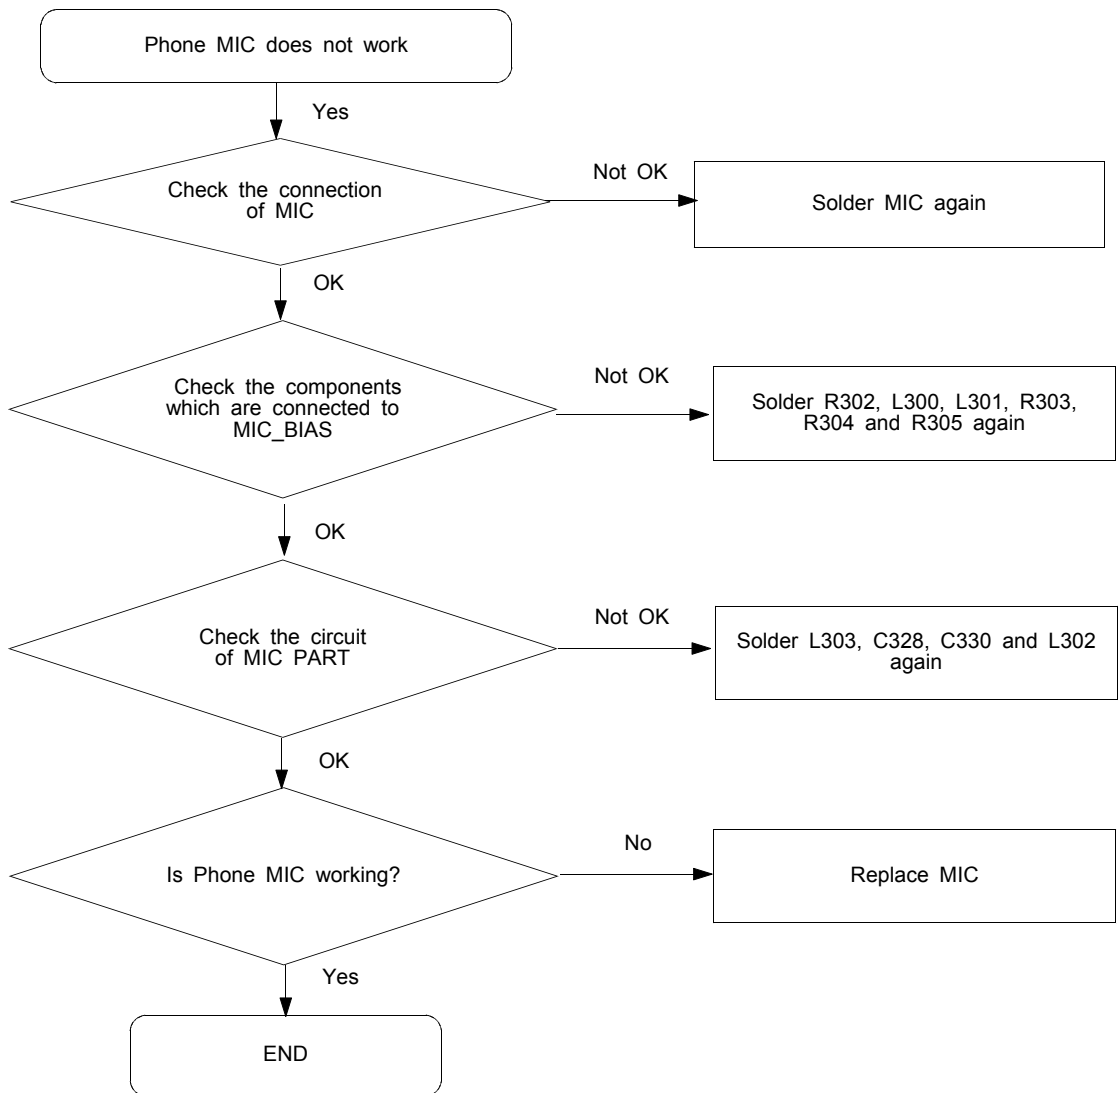 Phone MIC does not work
Yes
Check the connection
of MIC
Not OK
Solder MIC again
OK
Check the components
which are connected to
MIC_BIAS
Not OK
Solder R302, L300, L301, R303,
R304 and R305 again
OK
Check the circuit
of MIC PART
Not OK
Solder L303, C328, C330 and L302
again
OK
Is Phone MIC working?
No
Replace MIC
Yes
END